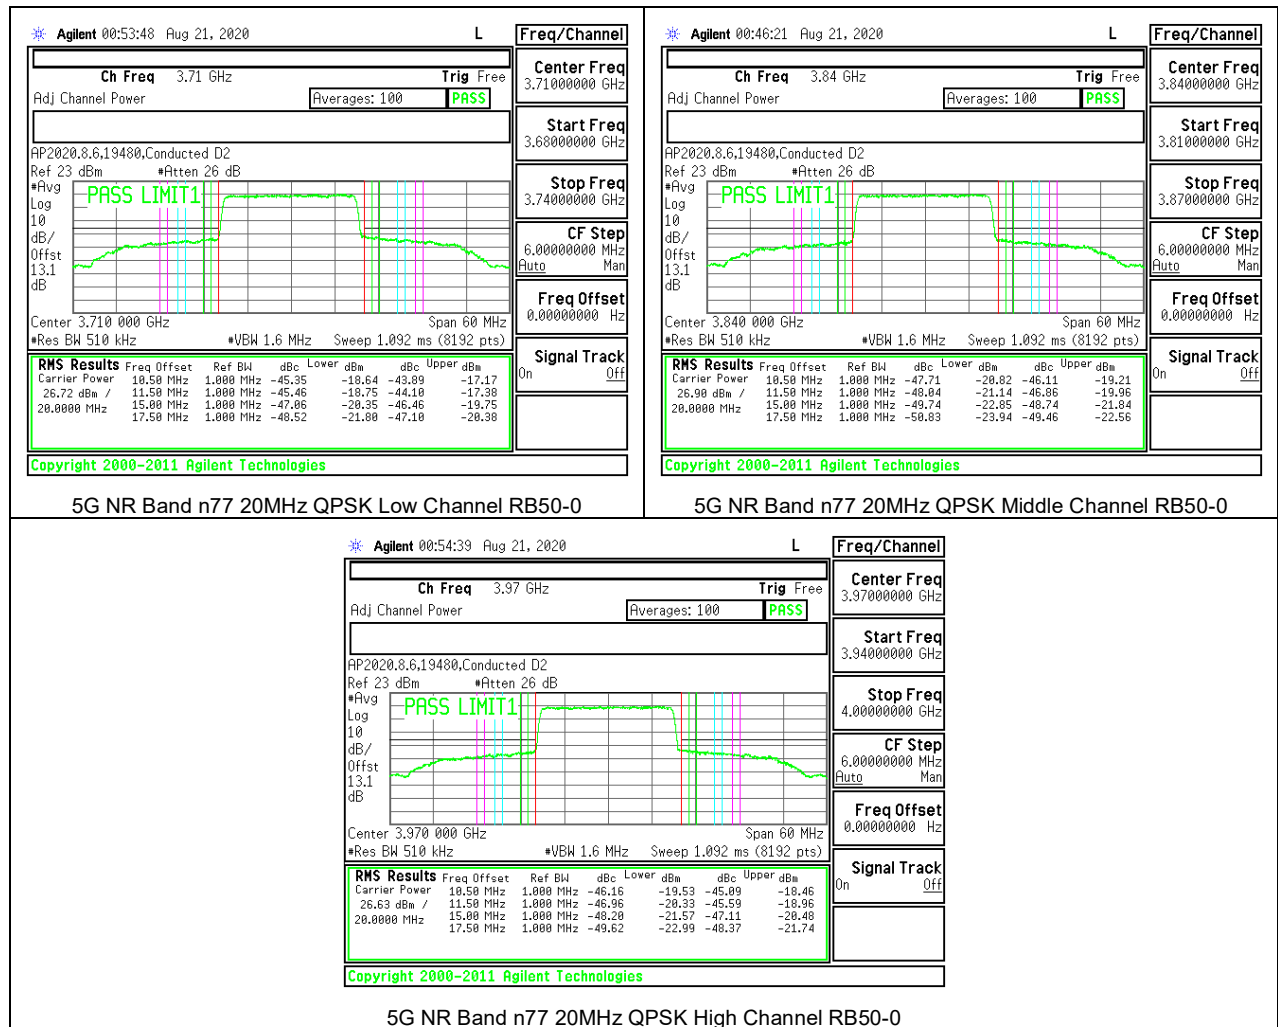 Agilent 00:53:48 Aug 21, 2020 L
Freq/Channel
Ch Freq 3.71 GHz Trig Free
Adj Channel Power Averages: 100 PASS
AP2020.8.6,19480,Conducted D2
Ref 23 dBm #Atten 26 dB
#Avg
Log
10
dB/
Offst
13.1
dB
PASS LIMIT1
Center 3.710 000 GHz Span 60 MHz
#Res BW 510 kHz #VBW 1.6 MHz Sweep 1.092 ms (8192 pts)
RMS Results Freq Offset Ref BW dBc Lower dBm dBc Upper dBm
Carrier Power 10.50 MHz 1.000 MHz -45.35 -18.64 -43.89 -17.17
26.72 dBm / 11.50 MHz 1.000 MHz -45.46 -18.75 -44.10 -17.38
20.0000 MHz 15.00 MHz 1.000 MHz -47.06 -20.35 -46.46 -19.75
17.50 MHz 1.000 MHz -48.52 -21.80 -47.10 -20.38
Copyright 2000-2011 Agilent Technologies
Center Freq
3.71000000 GHz
Start Freq
3.68000000 GHz
Stop Freq
3.74000000 GHz
CF Step
6.00000000 MHz
Auto Man
Freq Offset
0.00000000 Hz
Signal Track
On Off
5G NR Band n77 20MHz QPSK Low Channel RB50-0
Agilent 00:46:21 Aug 21, 2020 L
Freq/Channel
Ch Freq 3.84 GHz Trig Free
Adj Channel Power Averages: 100 PASS
AP2020.8.6,19480,Conducted D2
Ref 23 dBm #Atten 26 dB
#Avg
Log
10
dB/
Offst
13.1
dB
PASS LIMIT1
Center 3.840 000 GHz Span 60 MHz
#Res BW 510 kHz #VBW 1.6 MHz Sweep 1.092 ms (8192 pts)
RMS Results Freq Offset Ref BW dBc Lower dBm dBc Upper dBm
Carrier Power 10.50 MHz 1.000 MHz -47.71 -20.82 -46.11 -19.21
26.90 dBm / 11.50 MHz 1.000 MHz -48.04 -21.14 -46.86 -19.96
20.0000 MHz 15.00 MHz 1.000 MHz -49.74 -22.85 -48.74 -21.84
17.50 MHz 1.000 MHz -50.83 -23.94 -49.46 -22.56
Copyright 2000-2011 Agilent Technologies
Center Freq
3.84000000 GHz
Start Freq
3.81000000 GHz
Stop Freq
3.87000000 GHz
CF Step
6.00000000 MHz
Auto Man
Freq Offset
0.00000000 Hz
Signal Track
On Off
5G NR Band n77 20MHz QPSK Middle Channel RB50-0
Agilent 00:54:39 Aug 21, 2020 L
Freq/Channel
Ch Freq 3.97 GHz Trig Free
Adj Channel Power Averages: 100 PASS
AP2020.8.6,19480,Conducted D2
Ref 23 dBm #Atten 26 dB
#Avg
Log
10
dB/
Offst
13.1
dB
PASS LIMIT1
Center 3.970 000 GHz Span 60 MHz
#Res BW 510 kHz #VBW 1.6 MHz Sweep 1.092 ms (8192 pts)
RMS Results Freq Offset Ref BW dBc Lower dBm dBc Upper dBm
Carrier Power 10.50 MHz 1.000 MHz -46.16 -19.53 -45.09 -18.46
26.63 dBm / 11.50 MHz 1.000 MHz -46.96 -20.33 -45.59 -18.96
20.0000 MHz 15.00 MHz 1.000 MHz -48.20 -21.57 -47.11 -20.48
17.50 MHz 1.000 MHz -49.62 -22.99 -48.37 -21.74
Copyright 2000-2011 Agilent Technologies
Center Freq
3.97000000 GHz
Start Freq
3.94000000 GHz
Stop Freq
4.00000000 GHz
CF Step
6.00000000 MHz
Auto Man
Freq Offset
0.00000000 Hz
Signal Track
On Off
5G NR Band n77 20MHz QPSK High Channel RB50-0